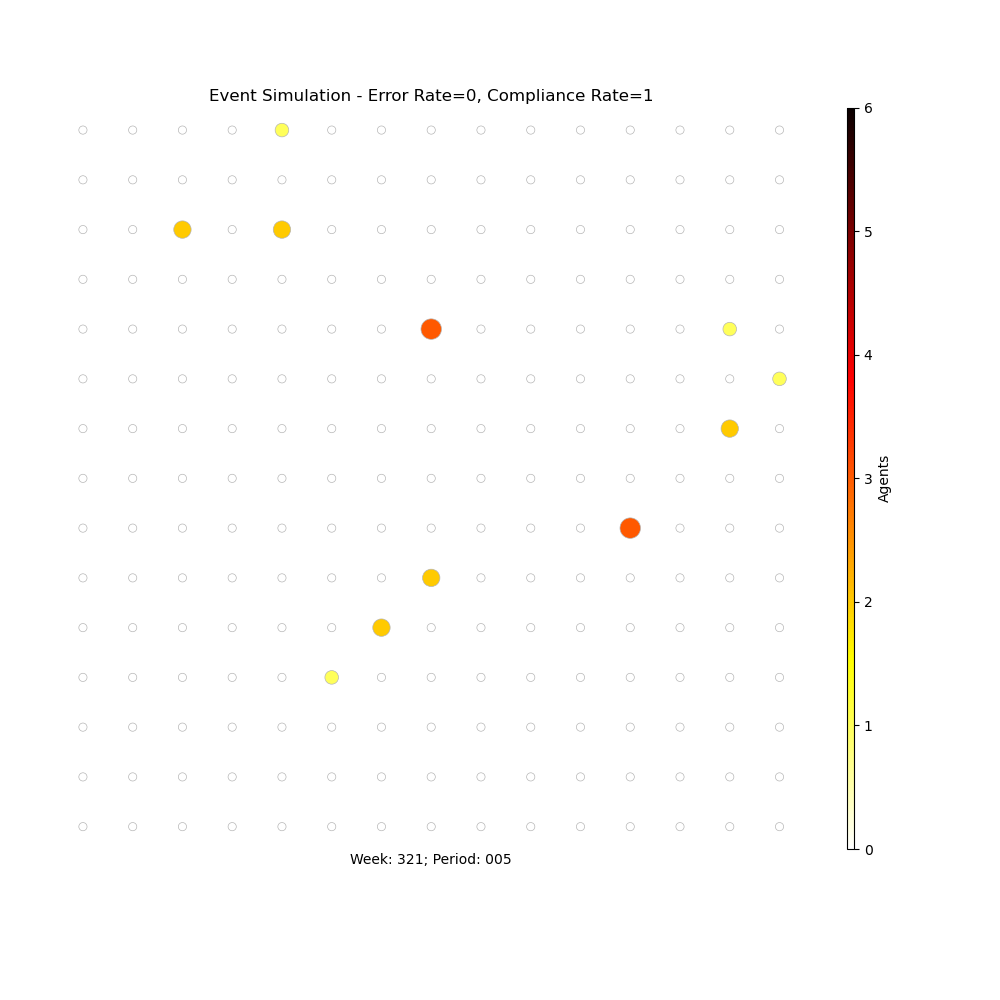 Event Simulation - Error Rate=0, Compliance Rate=1
6
5
4
3
2
1
0
Agents
Week: 321; Period: 005